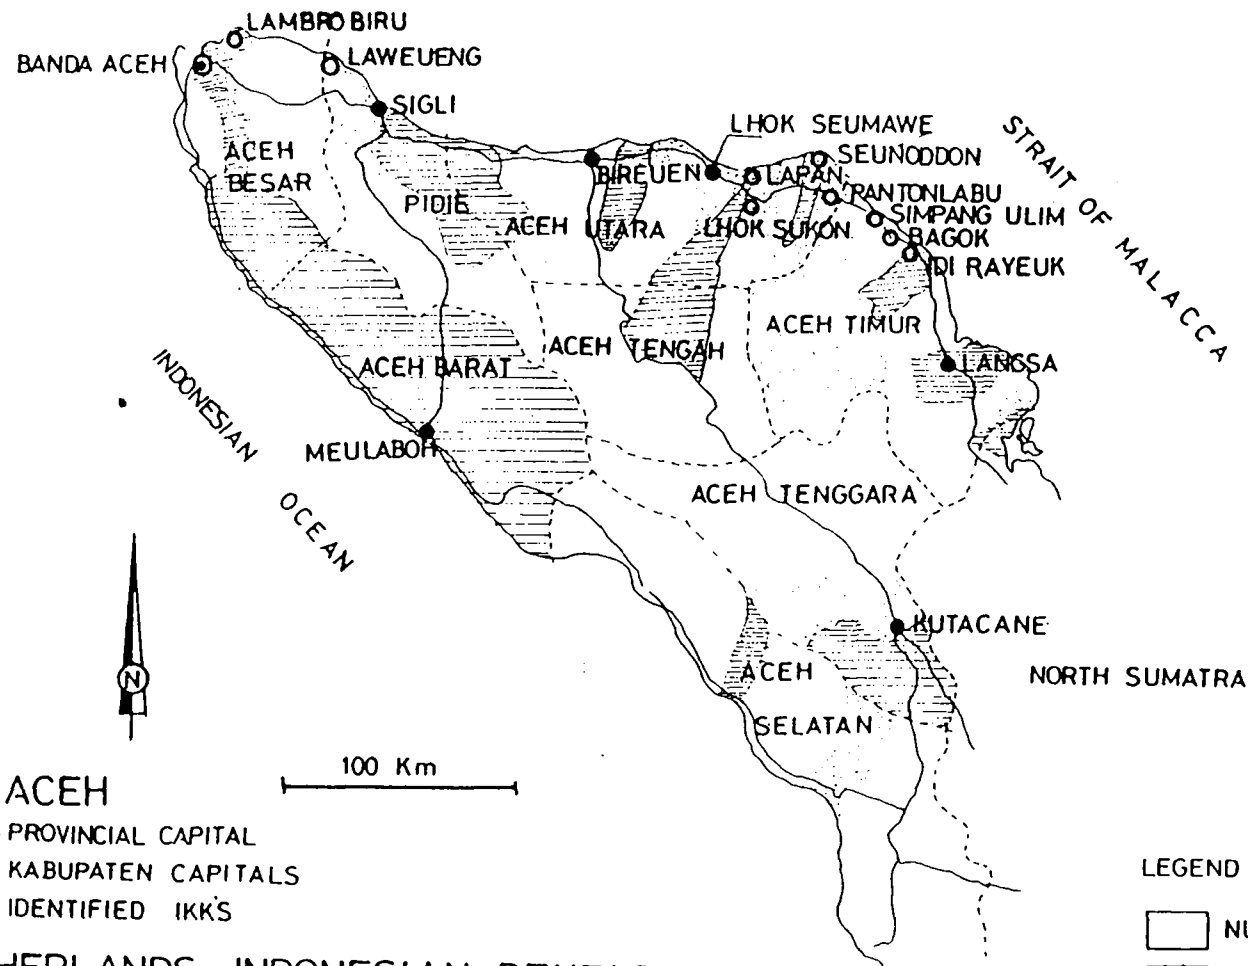 LAMBRO BIRU
BANDA ACEH
LAWEUENG
SIGLI
LHOK SEUMAWE
STRAIT OF MALACCA
SEUNODDON
ACEH
BESAR
BIREUEN
LAPAN
PIDIE
PANTONLABU
ACEH UTARA
LHOK SUKON
SIMPANG ULIM
BAGOK
IDI RAYEUK
ACEH TIMUR
ACEH TENGAH
ACEH BARAT
LANGSA
INDONESIAN
OCEAN
MEULABOH
ACEH TENGGARA
KUTACANE
N
ACEH
SELATAN
NORTH SUMATRA
100 Km
ACEH
PROVINCIAL CAPITAL
KABUPATEN CAPITALS
IDENTIFIED IKK'S
LEGEND